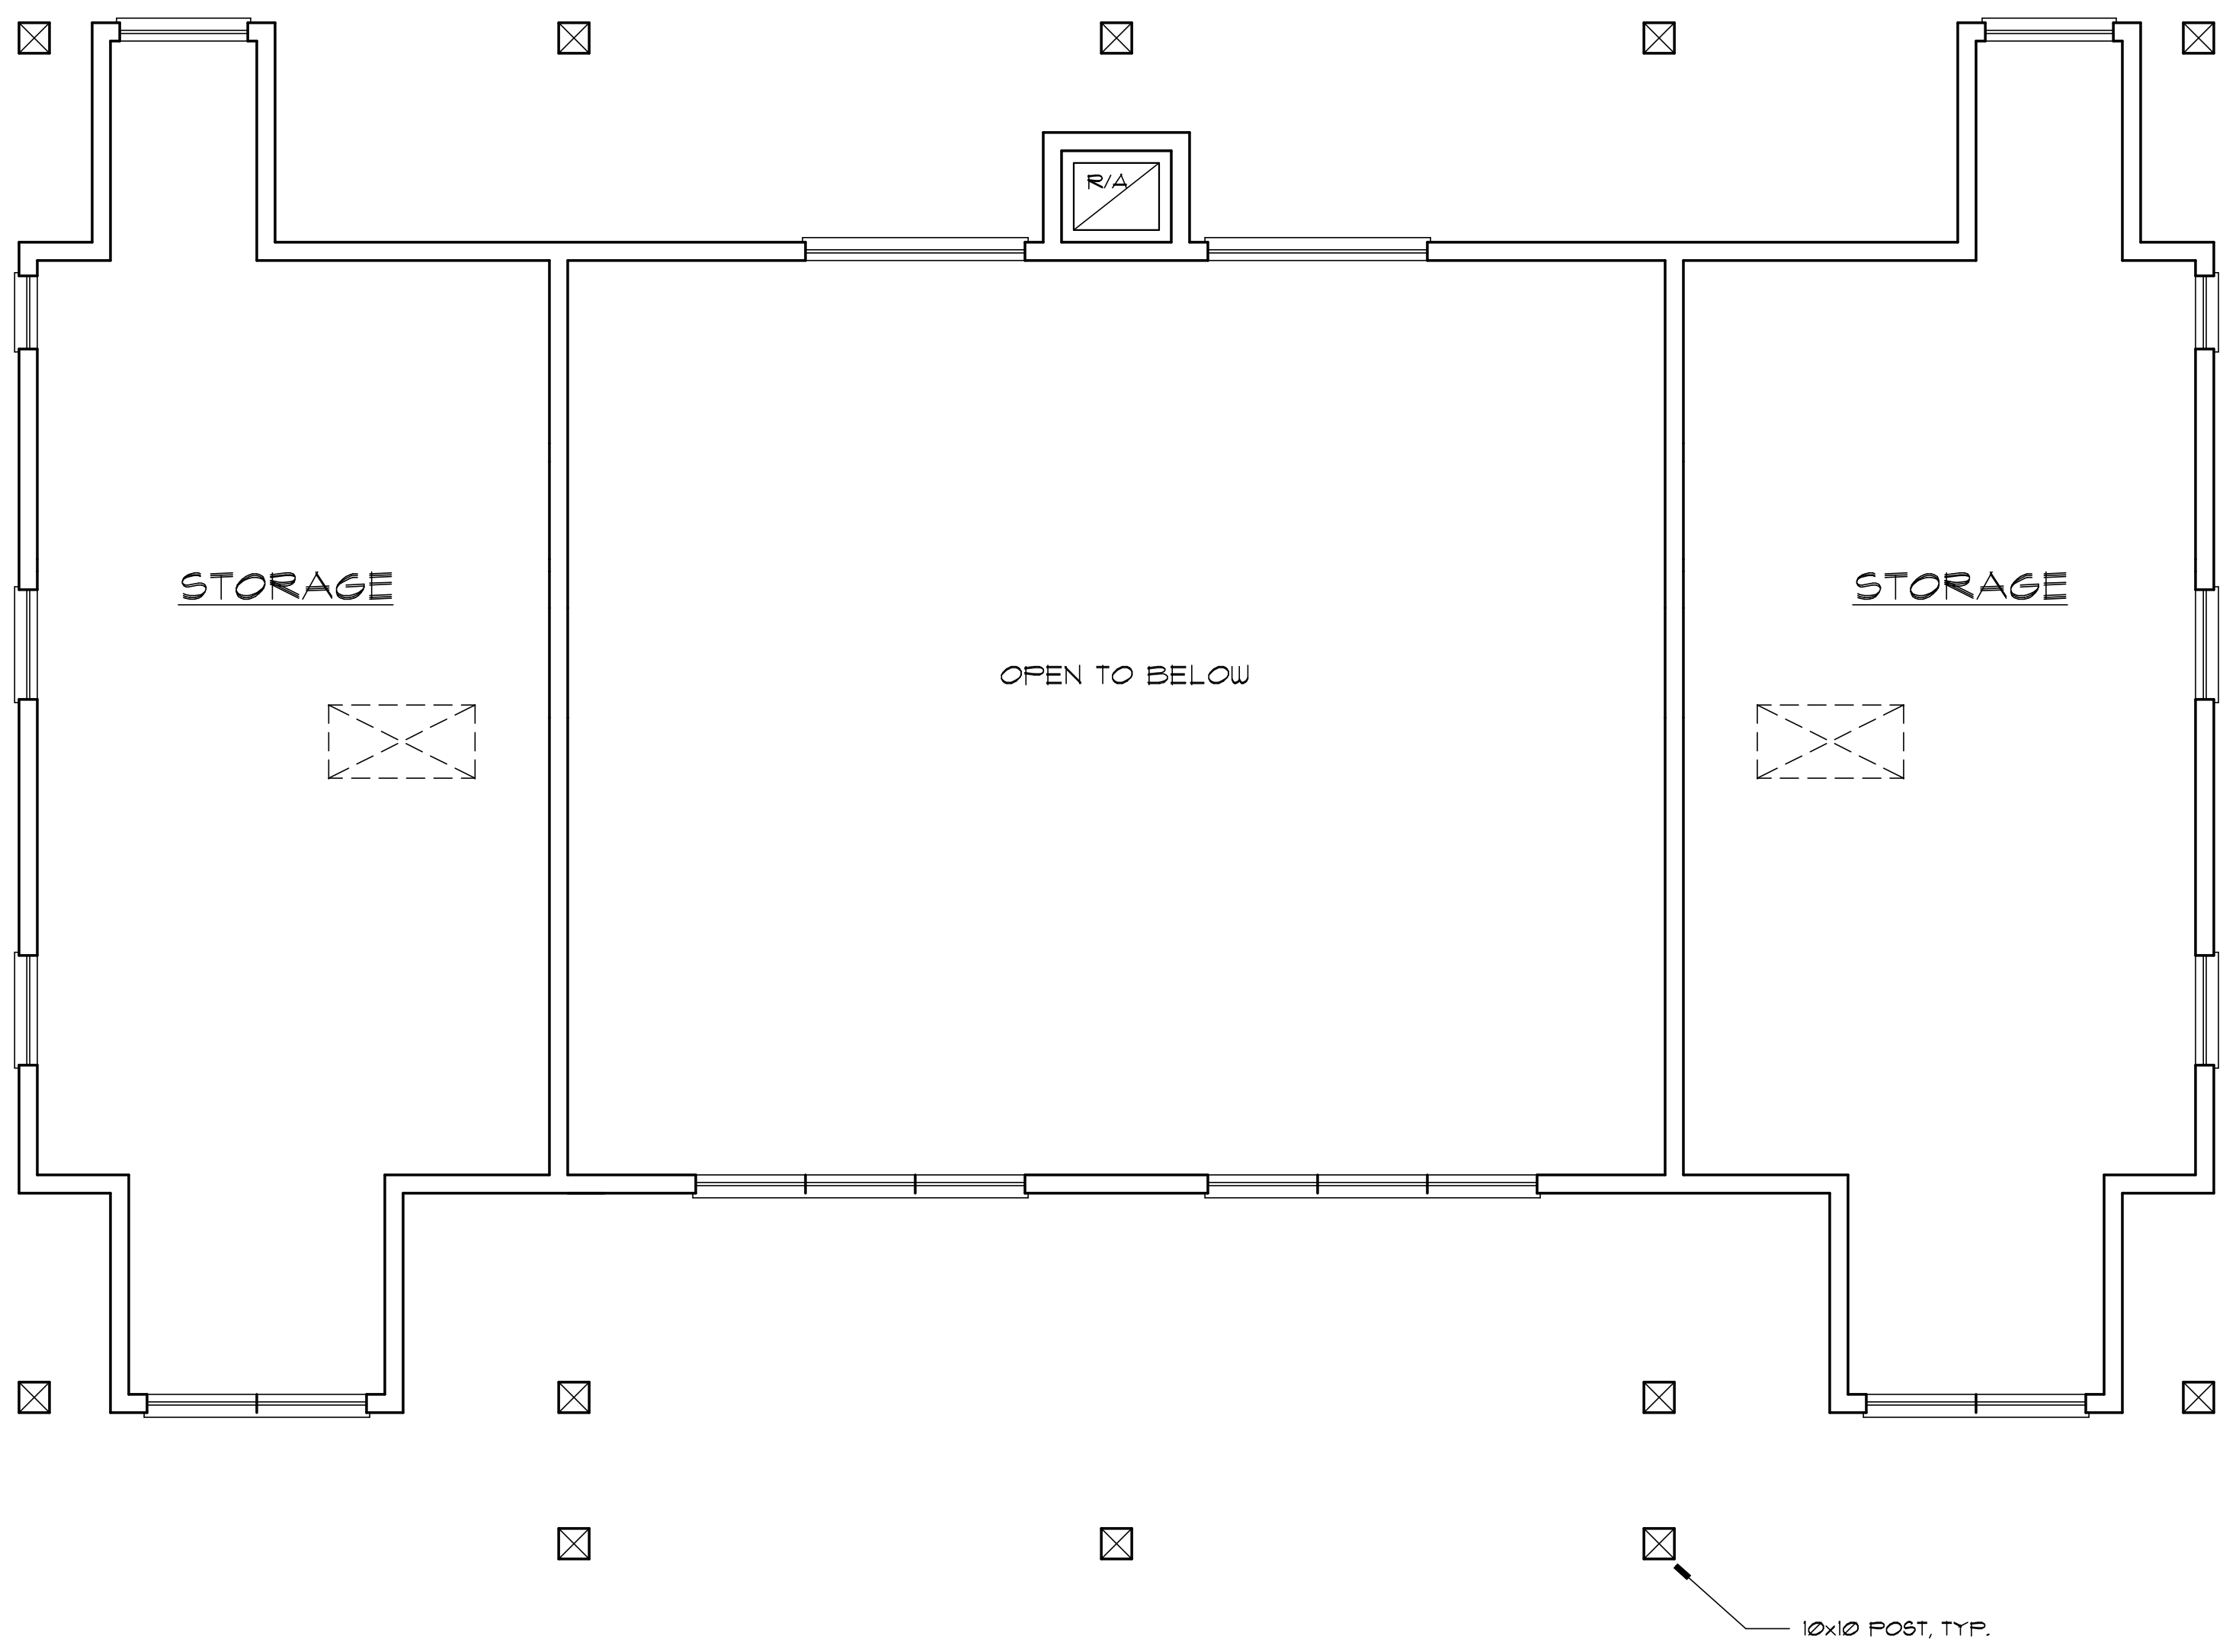 R/A
STORAGE
STORAGE
OPEN TO BELOW
10x10 POST, TYP.